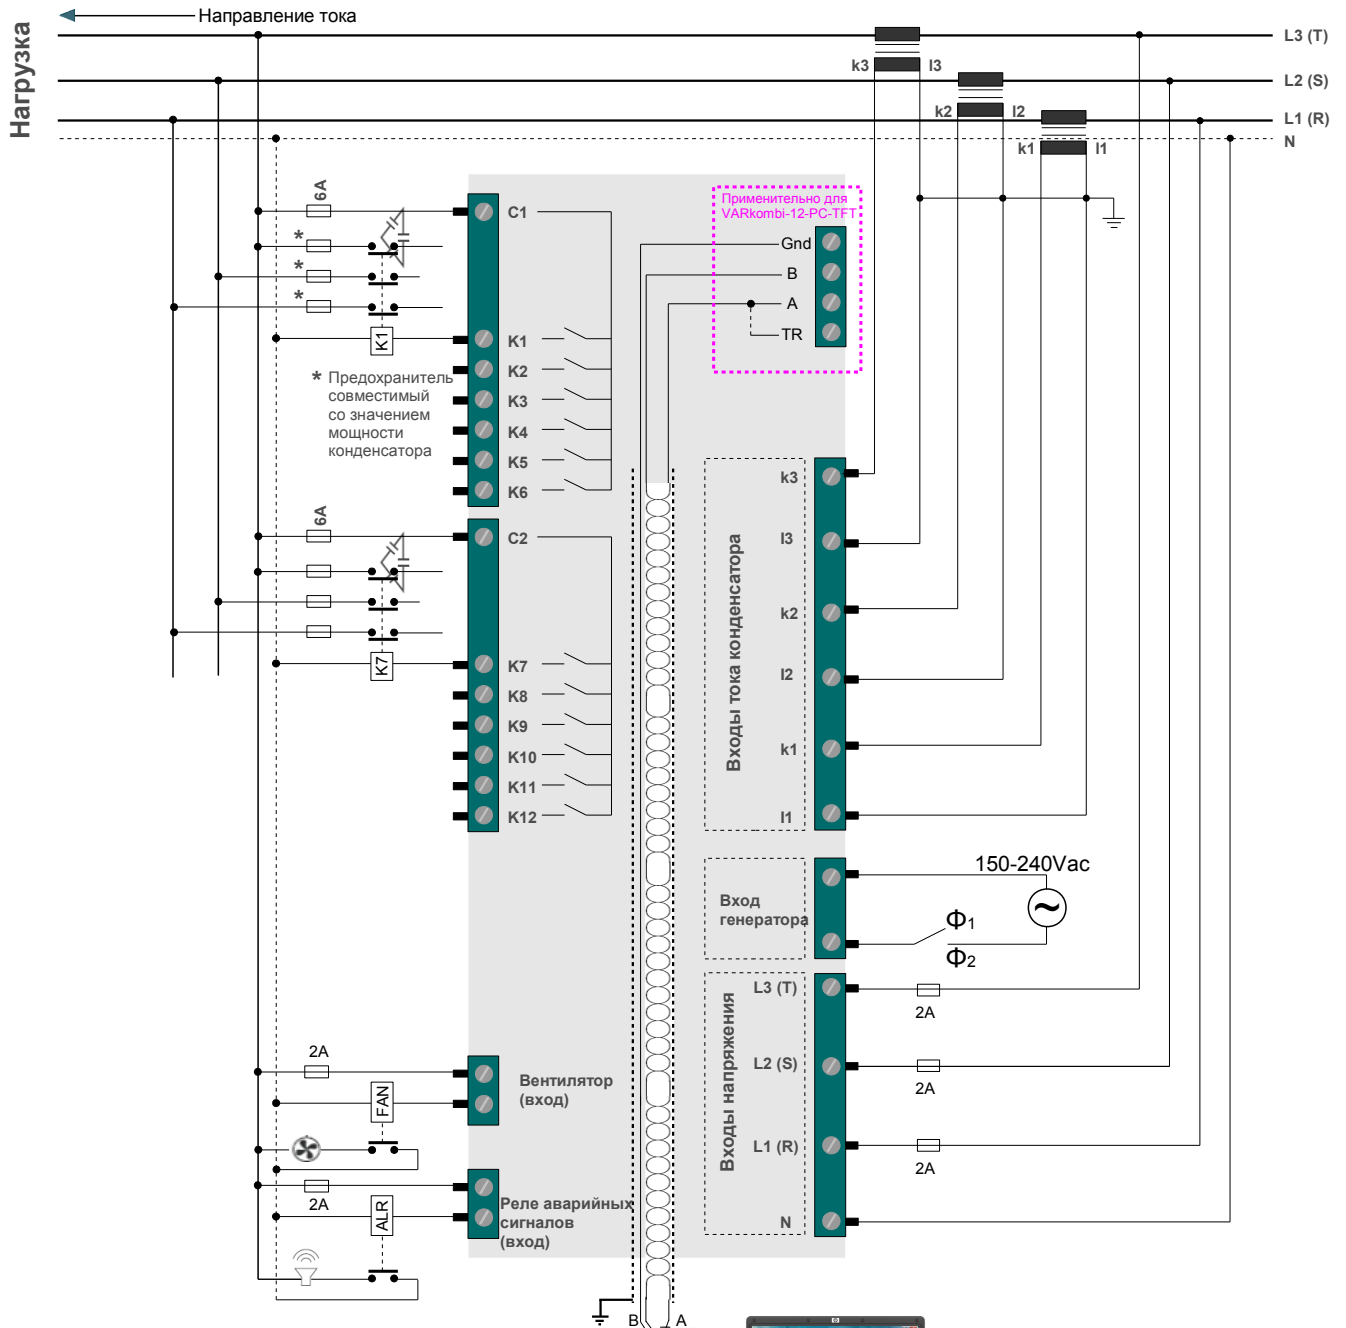 Направление тока
Нагрузка
L3 (T)
k3 l3
L2 (S)
k2 l2
L1 (R)
N
k1 l1
6A
C1
Применительно для
VARkombi-12-PC-TFT
Gnd
B
A
TR
*
*
*
K1
K1
K2
K3
K4
K5
K6
* Предохранитель
совместимый
со значением
мощности
конденсатора
6A
C2
K7
K7
K8
K9
K10
K11
K12
Входы тока конденсатора
k3
l3
k2
l2
k1
l1
150-240Vac
Вход
генератора
Ф1
Ф2
Входы напряжения
L3 (T)
2A
L2 (S)
2A
L1 (R)
2A
N
2A
FAN
Вентилятор
(вход)
2A
ALR
Реле аварийных
сигналов
(вход)
B A